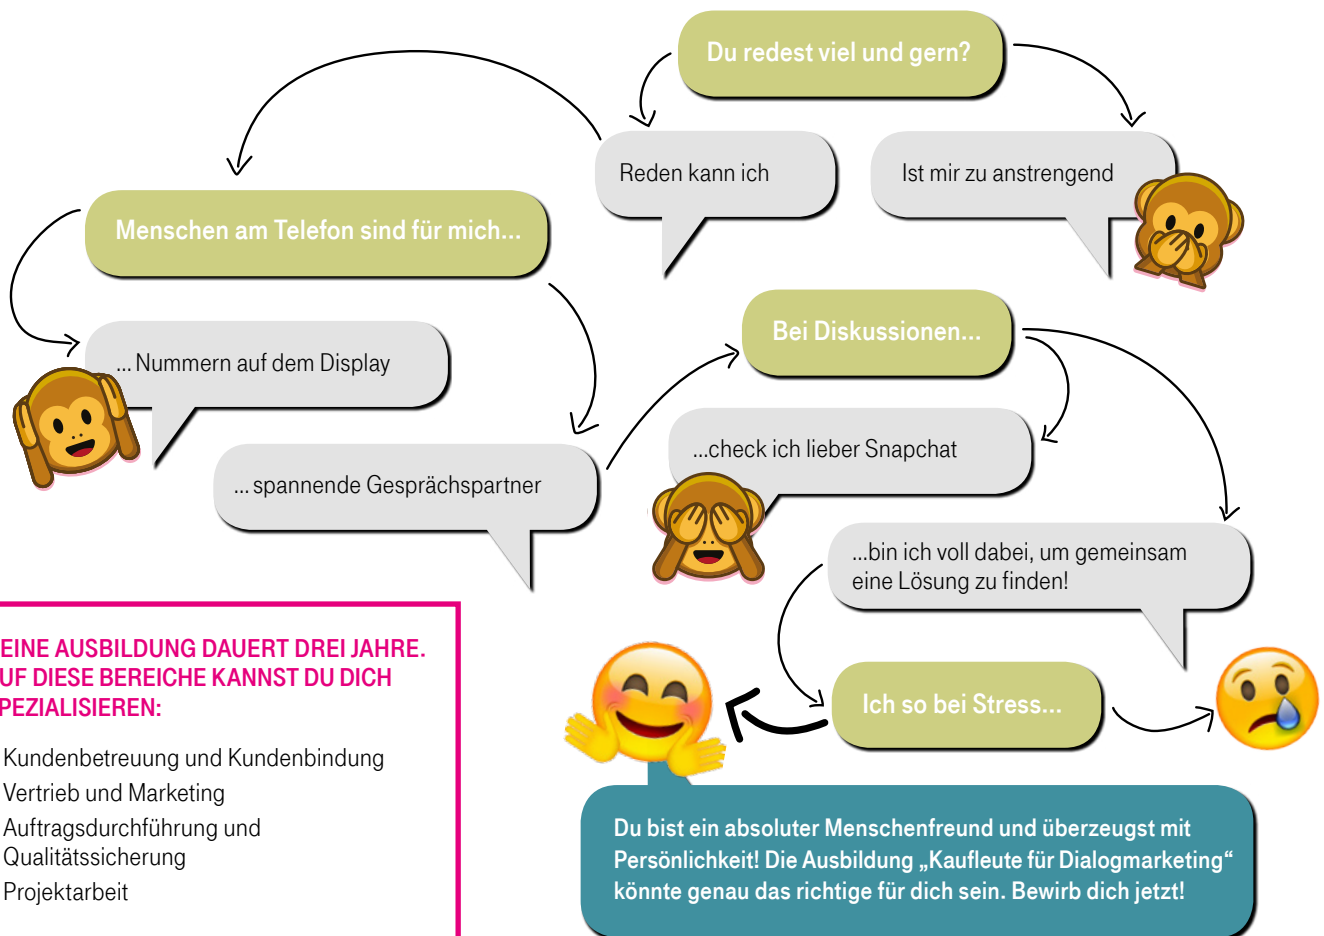 Du redest viel und gern?
Reden kann ich
Ist mir zu anstrengend
Menschen am Telefon sind für mich...
... Nummern auf dem Display
... spannende Gesprächspartner
Bei Diskussionen...
...check ich lieber Snapchat
...bin ich voll dabei, um gemeinsam
eine Lösung zu finden!
Ich so bei Stress...
Du bist ein absoluter Menschenfreund und überzeugst mit
Persönlichkeit! Die Ausbildung „Kaufleute für Dialogmarketing“
könnte genau das richtige für dich sein. Bewirb dich jetzt!
EINE AUSBILDUNG DAUERT DREI JAHRE.
UF DIESE BEREICHE KANNST DU DICH
PEZIALISIEREN:
Kundenbetreuung und Kundenbindung
Vertrieb und Marketing
Auftragsdurchführung und
Qualitätssicherung
Projektarbeit